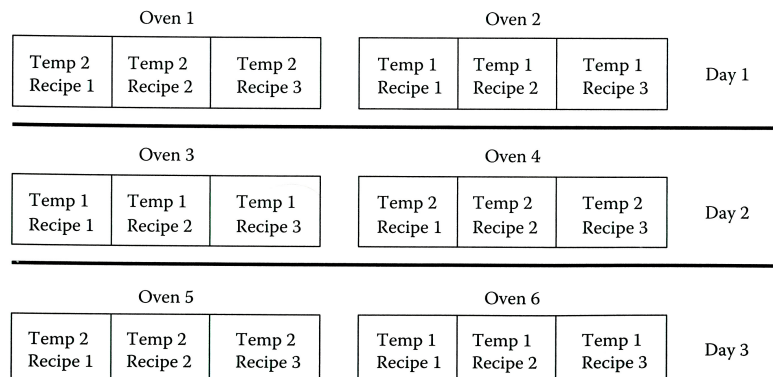 Oven 1 Oven 2
Temp 2 Temp 2 Temp 2 Temp 1 Temp 1 Temp 1
Recipe 1 Recipe 2 Recipe 3 Recipe 1 Recipe 2 Recipe 3
Day 1
Oven 3 Oven 4
Temp 1 Temp 1 Temp 1 Temp 2 Temp 2 Temp 2
Recipe 1 Recipe 2 Recipe 3 Recipe 1 Recipe 2 Recipe 3
Day 2
Oven 5 Oven 6
Temp 2 Temp 2 Temp 2 Temp 1 Temp 1 Temp 1
Recipe 1 Recipe 2 Recipe 3 Recipe 1 Recipe 2 Recipe 3
Day 3